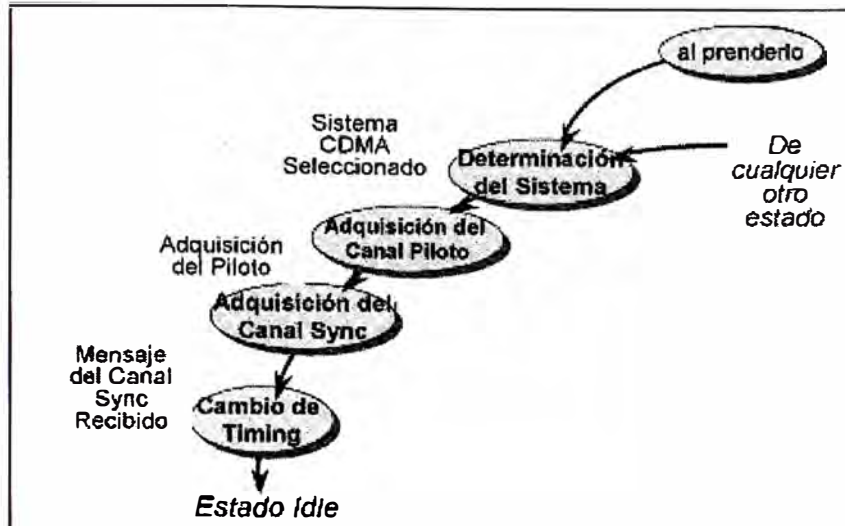 al prenderlo
Sistema
CDMA
Seleccionado
Determinación
del Sistema
De
cualquier
otro
estado
Adquisición del
Canal Piloto
Adquisición
del Piloto
Adquisición del
Canal Sync
Mensaje
del Canal
Sync
Recibido
Cambio de
Timing
Estado Idle